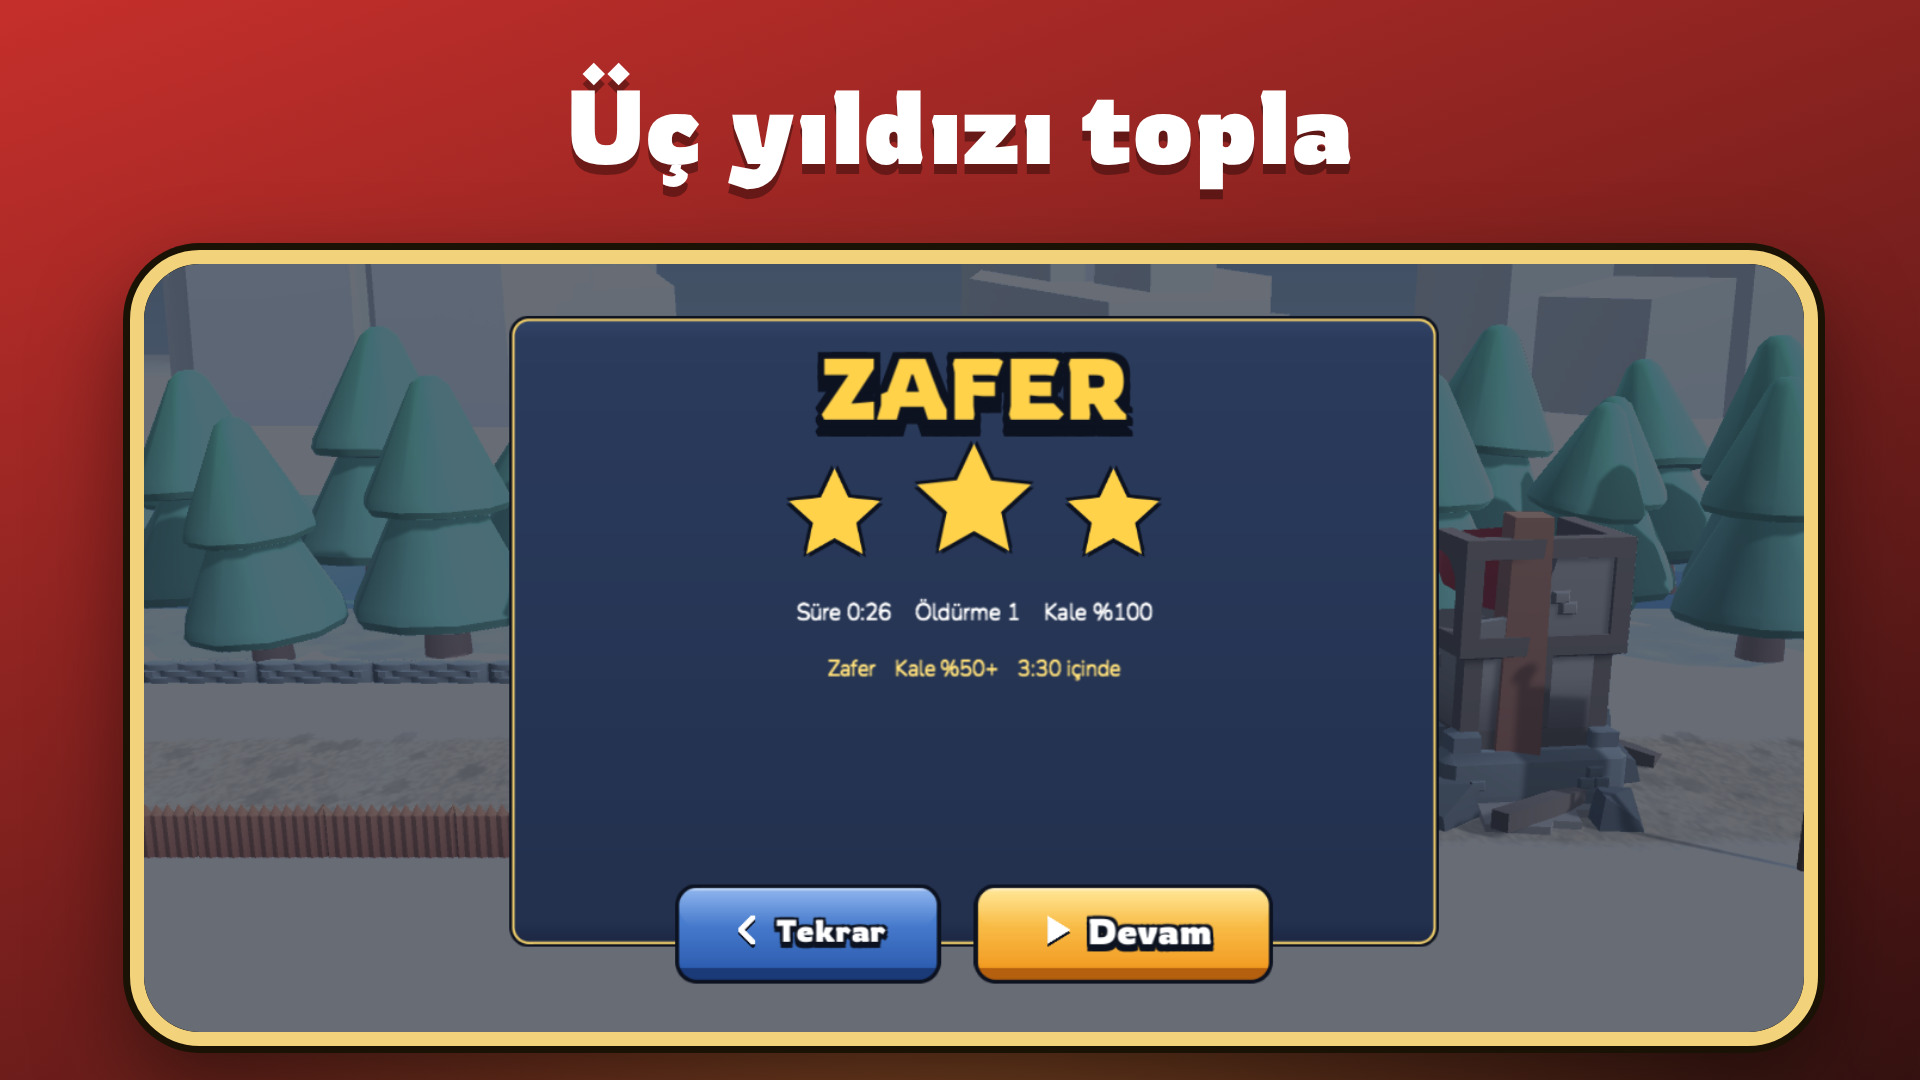 Üç yıldızı topla
ZAFER
Süre 0:26 Öldürme 1 Kale %100
Zafer Kale %50+ 3:30 içinde
Tekrar Devam